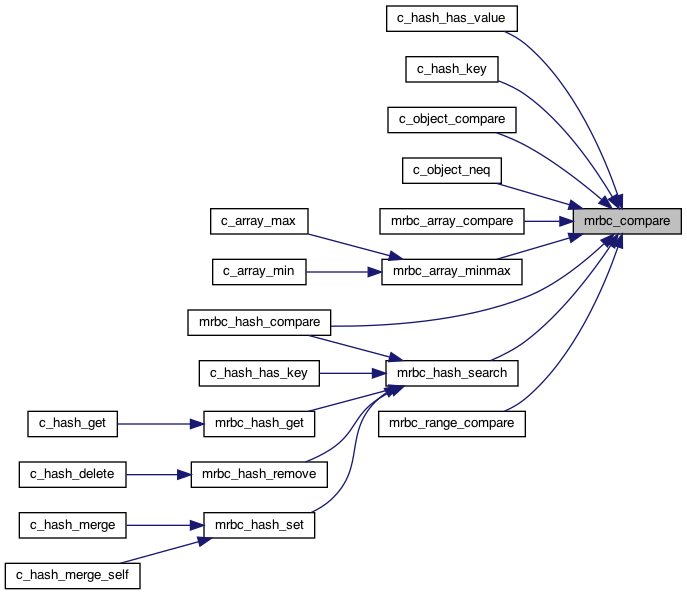 c_hash_has_value
c_hash_key
c_object_compare
c_object_neq
c_array_max
mrbc_array_compare
mrbc_compare
c_array_min
mrbc_array_minmax
mrbc_hash_compare
c_hash_has_key
mrbc_hash_search
c_hash_get
mrbc_hash_get
mrbc_range_compare
c_hash_delete
mrbc_hash_remove
c_hash_merge
mrbc_hash_set
c_hash_merge_self